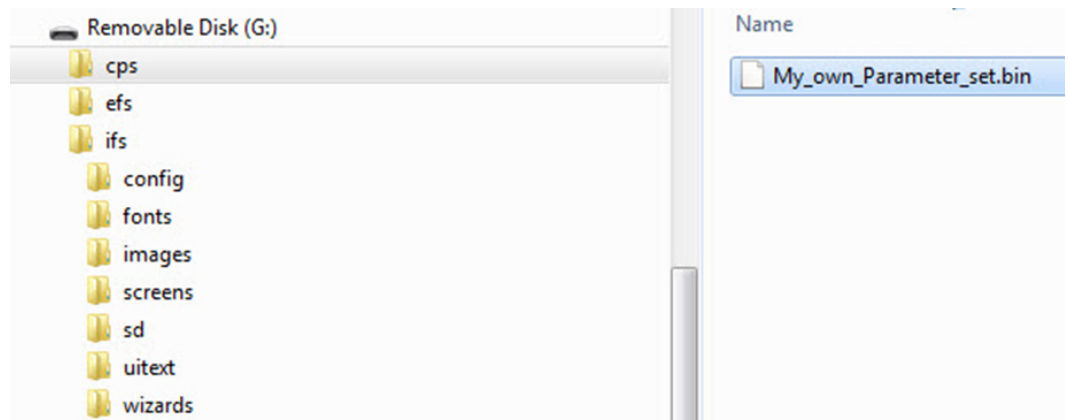 Removable Disk (G:)
cps
efs
ifs
config
fonts
images
screens
sd
uitext
wizards
Name
My_own_Parameter_set.bin